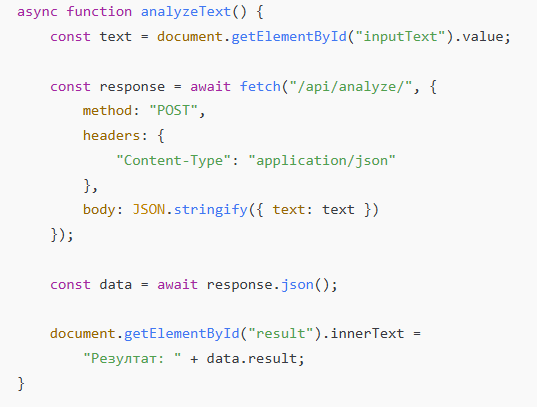 async function analyzeText() {
    const text = document.getElementById("inputText").value;

    const response = await fetch("/api/analyze/", {
        method: "POST",
        headers: {
            "Content-Type": "application/json"
        },
        body: JSON.stringify({ text: text })
    });

    const data = await response.json();

    document.getElementById("result").innerText =
        "Резултат: " + data.result;
}